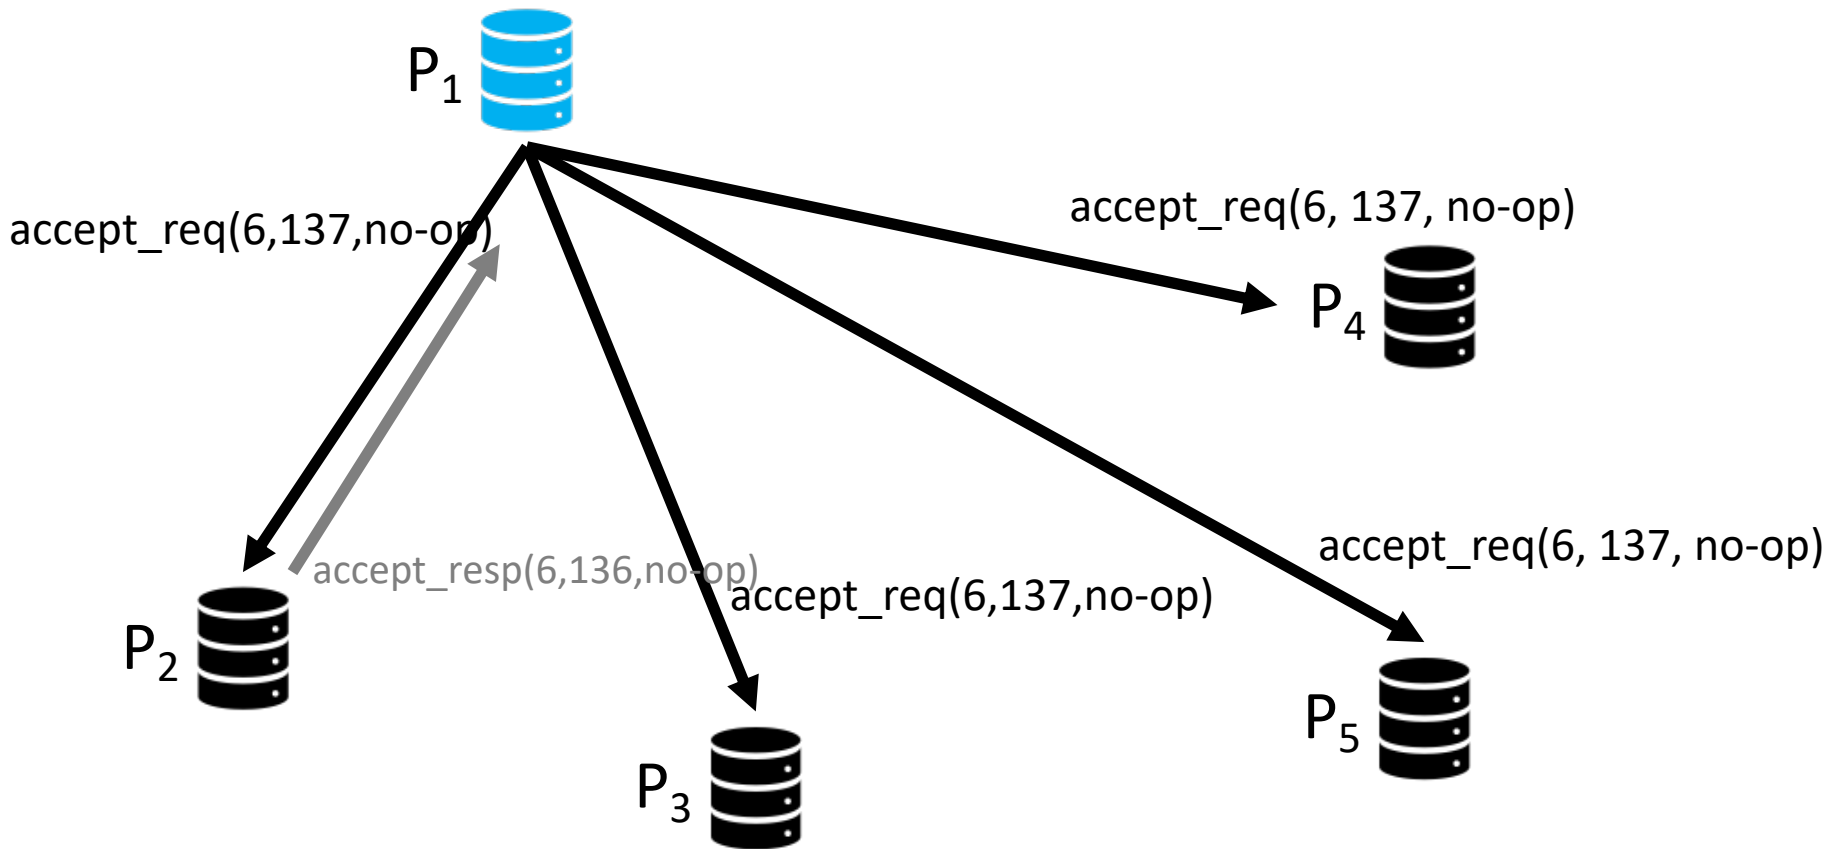 P1
accept_req(6,137,no-op)
accept_req(6, 137, no-op)
P4
accept_resp(6,136,no-op)
accept_req(6,137,no-op)
accept_req(6, 137, no-op)
P2
P3
P5